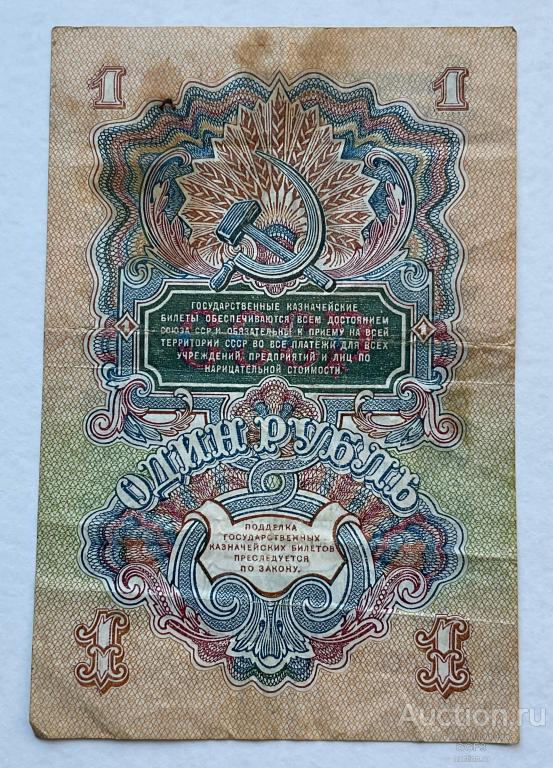 1 1
ГОСУДАРСТВЕННЫЕ КАЗНАЧЕЙСКИЕ
БИЛЕТЫ ОБЕСПЕЧИВАЮТСЯ ВСЕМ ДОСТОЯНИЕМ
СОЮЗА ССР И ОБЯЗАТЕЛЬНЫ К ПРИЕМУ НА ВСЕЙ
ТЕРРИТОРИИ СССР ВО ВСЕ ПЛАТЕЖИ ДЛЯ ВСЕХ
УЧРЕЖДЕНИЙ, ПРЕДПРИЯТИЙ И ЛИЦ ПО
НАРИЦАТЕЛЬНОЙ СТОИМОСТИ.
1 1
ОДИН РУБЛЬ
ПОДДЕЛКА
ГОСУДАРСТВЕННЫХ
КАЗНАЧЕЙСКИХ БИЛЕТОВ
ПРЕСЛЕДУЕТСЯ
ПО ЗАКОНУ.
1 1
Auction.ru